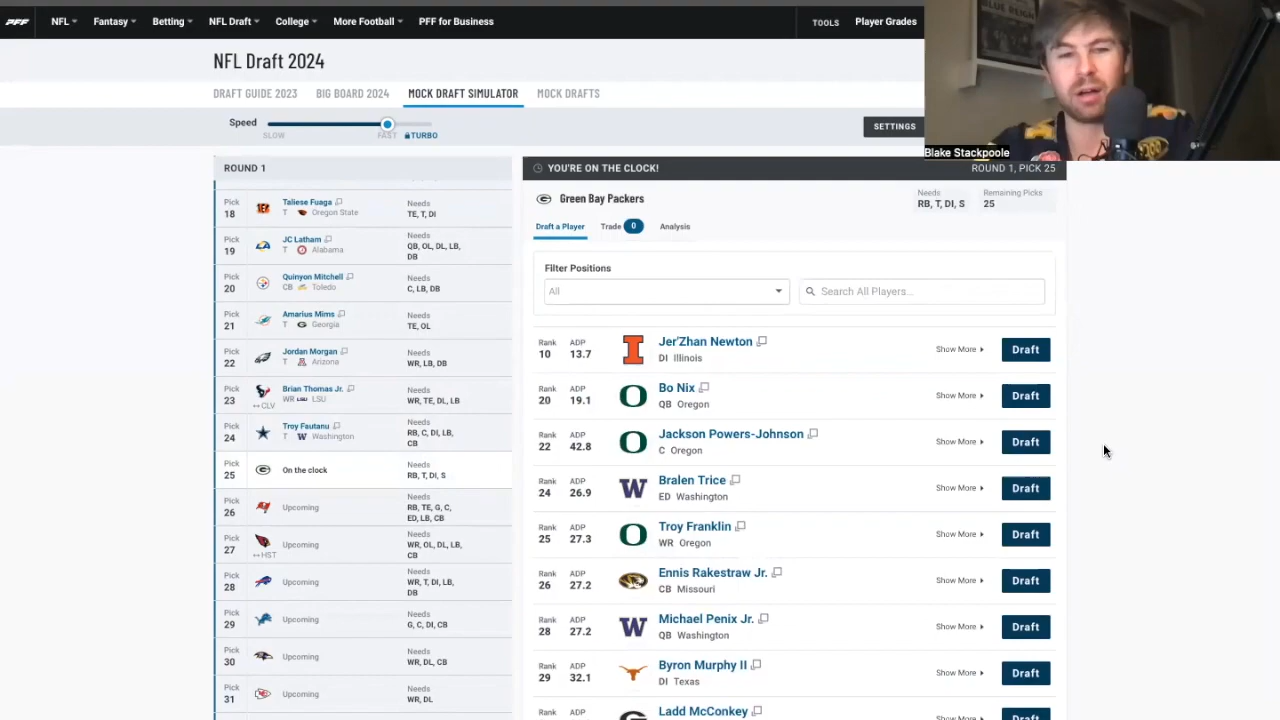 PFF
NFL
Fantasy
Betting
NFL Draft
College
More Football
PFF for Business
TOOLS
Player Grades
BLUE REIGN
NFL Draft 2024
DRAFT GUIDE 2023
BIG BOARD 2024
MOCK DRAFT SIMULATOR
MOCK DRAFTS
Speed
SLOW
FAST
TURBO
SETTINGS
Blake Stackpoole
ROUND 1
Pick 18
Taliese Fuaga
T Oregon State
Needs
TE, T, DI
Pick 19
JC Latham
T Alabama
Needs
QB, OL, DL, LB,
DB
Pick 20
Quinyon Mitchell
CB Toledo
Needs
C, LB, DB
Pick 21
Amarius Mims
T Georgia
Needs
TE, OL
Pick 22
Jordan Morgan
T Arizona
Needs
WR, LB, DB
Pick 23
↔CLV
Brian Thomas Jr.
WR LSU LSU
Needs
WR, TE, DL, LB
Pick 24
Troy Fautanu
T W Washington
Needs
RB, C, DI, LB,
CB
Pick 25
On the clock
Needs
RB, T, DI, S
Pick 26
Upcoming
Needs
RB, TE, G, C,
ED, LB, CB
Pick 27
↔HST
Upcoming
Needs
WR, OL, DL, LB,
CB
Pick 28
Upcoming
Needs
WR, T, DI, LB,
DB
Pick 29
Upcoming
Needs
G, C, DI, CB
Pick 30
Upcoming
Needs
WR, DL, CB
Pick 31
Upcoming
Needs
WR, DL
YOU'RE ON THE CLOCK!
ROUND 1, PICK 25
Green Bay Packers
Needs
RB, T, DI, S
Remaining Picks
25
Draft a Player
Trade 0
Analysis
Filter Positions
All
Search All Players...
Rank 10
ADP 13.7
Jer'Zhan Newton
DI Illinois
Show More
Draft
Rank 20
ADP 19.1
Bo Nix
QB Oregon
Show More
Draft
Rank 22
ADP 42.8
Jackson Powers-Johnson
C Oregon
Show More
Draft
Rank 24
ADP 26.9
Bralen Trice
ED Washington
Show More
Draft
Rank 25
ADP 27.3
Troy Franklin
WR Oregon
Show More
Draft
Rank 26
ADP 27.2
Ennis Rakestraw Jr.
CB Missouri
Show More
Draft
Rank 28
ADP 27.2
Michael Penix Jr.
QB Washington
Show More
Draft
Rank 29
ADP 32.1
Byron Murphy II
DI Texas
Show More
Draft
Rank
ADP
Ladd McConkey
Draft